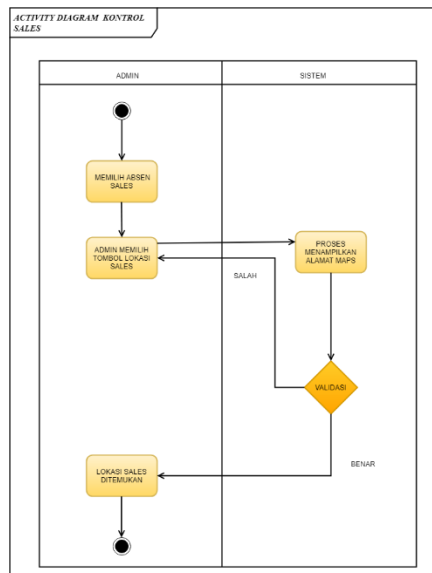 ACTIVITY DIAGRAM KONTROL
SALES
ADMIN
SISTEM
MEMILIH ABSEN
SALES
ADMIN MEMILIH
TOMBOL LOKASI
SALES
PROSES
MENAMPILKAN
ALAMAT MAPS
SALAH
VALIDASI
BENAR
LOKASI SALES
DITEMUKAN